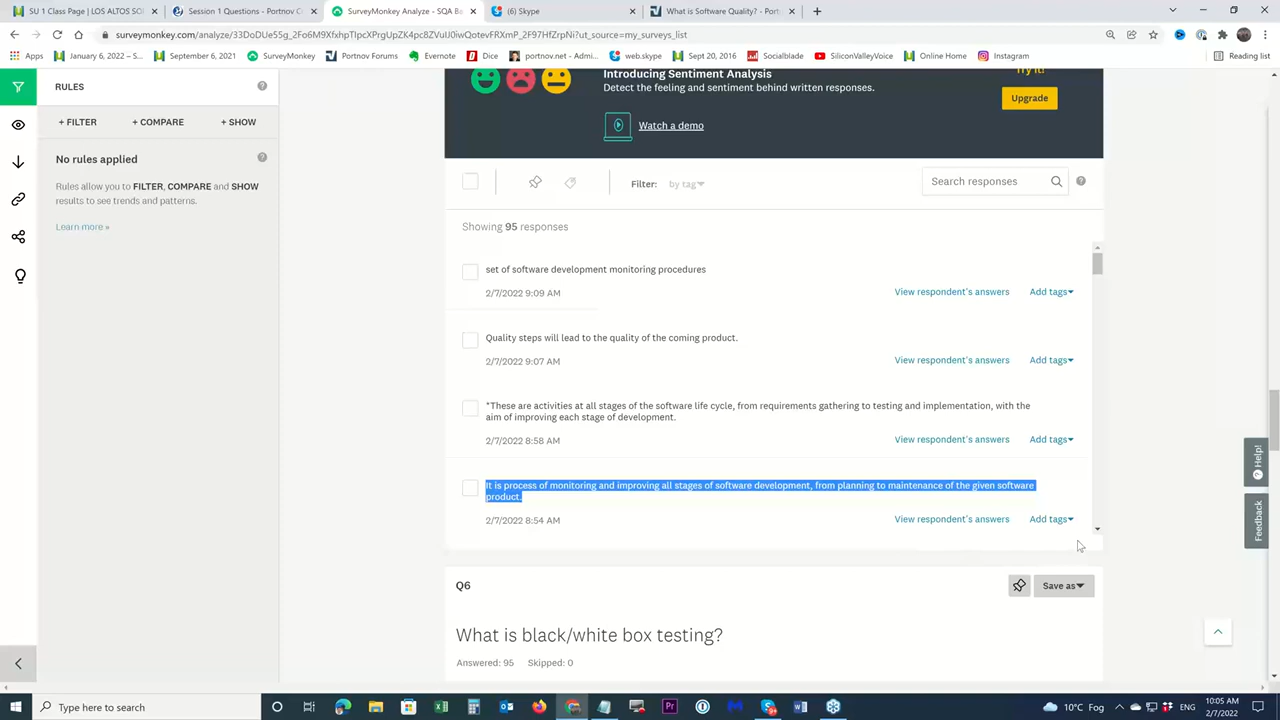 SU 1 Class Page | LOS ALTOS SC
Session 1 Questions - Portnov C
SurveyMonkey Analyze - SQA Ba
(6) Skype
What is Software Quality? - Port
Apps
January 6, 2022 – S...
September 6, 2021
SurveyMonkey
Portnov Forums
Evernote
Dice
portnov.net - Admi...
web.skype
Sept 20, 2016
Socialblade
SiliconValleyVoice
Online Home
Instagram
Reading list
RULES
+ FILTER + COMPARE + SHOW
No rules applied
Rules allow you to FILTER, COMPARE and SHOW
results to see trends and patterns.
Learn more »
Introducing Sentiment Analysis
Detect the feeling and sentiment behind written responses.
Watch a demo
Try it!
Upgrade
Filter: by tag
Search responses
Showing 95 responses
set of software development monitoring procedures
2/7/2022 9:09 AM
View respondent's answers Add tags
Quality steps will lead to the quality of the coming product.
2/7/2022 9:07 AM
View respondent's answers Add tags
"These are activities at all stages of the software life cycle, from requirements gathering to testing and implementation, with the
aim of improving each stage of development.
2/7/2022 8:58 AM
View respondent's answers Add tags
It is process of monitoring and improving all stages of software development, from planning to maintenance of the given software
product.
2/7/2022 8:54 AM
View respondent's answers Add tags
Help!
Feedback
Q6
Save as
What is black/white box testing?
Answered: 95 Skipped: 0
Type here to search
10°C Fog
10:05 AM
2/7/2022